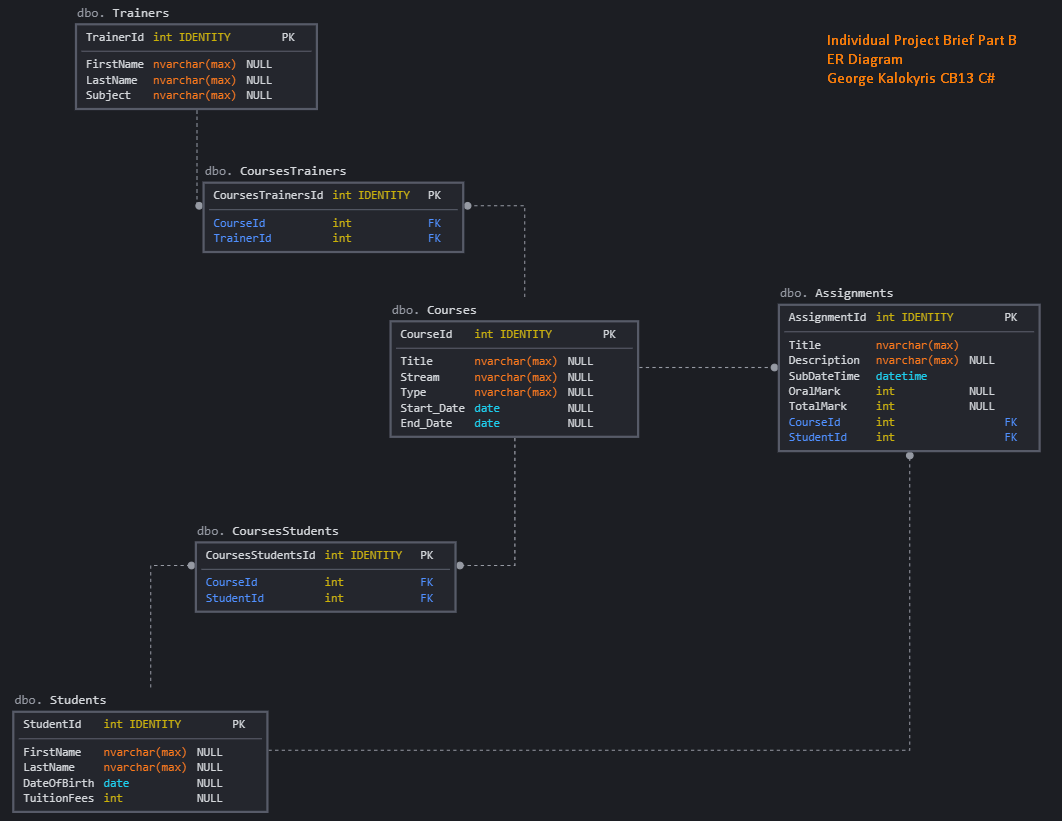 dbo. Trainers
TrainerId int IDENTITY PK
FirstName nvarchar(max) NULL
LastName nvarchar(max) NULL
Subject nvarchar(max) NULL
Individual Project Brief Part B
ER Diagram
George Kalokyris CB13 C#
dbo. CoursesTrainers
CoursesTrainersId int IDENTITY PK
CourseId int FK
TrainerId int FK
dbo. Courses
CourseId int IDENTITY PK
Title nvarchar(max) NULL
Stream nvarchar(max) NULL
Type nvarchar(max) NULL
Start_Date date NULL
End_Date date NULL
dbo. Assignments
AssignmentId int IDENTITY PK
Title nvarchar(max)
Description nvarchar(max) NULL
SubDateTime datetime
OralMark int NULL
TotalMark int NULL
CourseId int FK
StudentId int FK
dbo. CoursesStudents
CoursesStudentsId int IDENTITY PK
CourseId int FK
StudentId int FK
dbo. Students
StudentId int IDENTITY PK
FirstName nvarchar(max) NULL
LastName nvarchar(max) NULL
DateOfBirth date NULL
TuitionFees int NULL